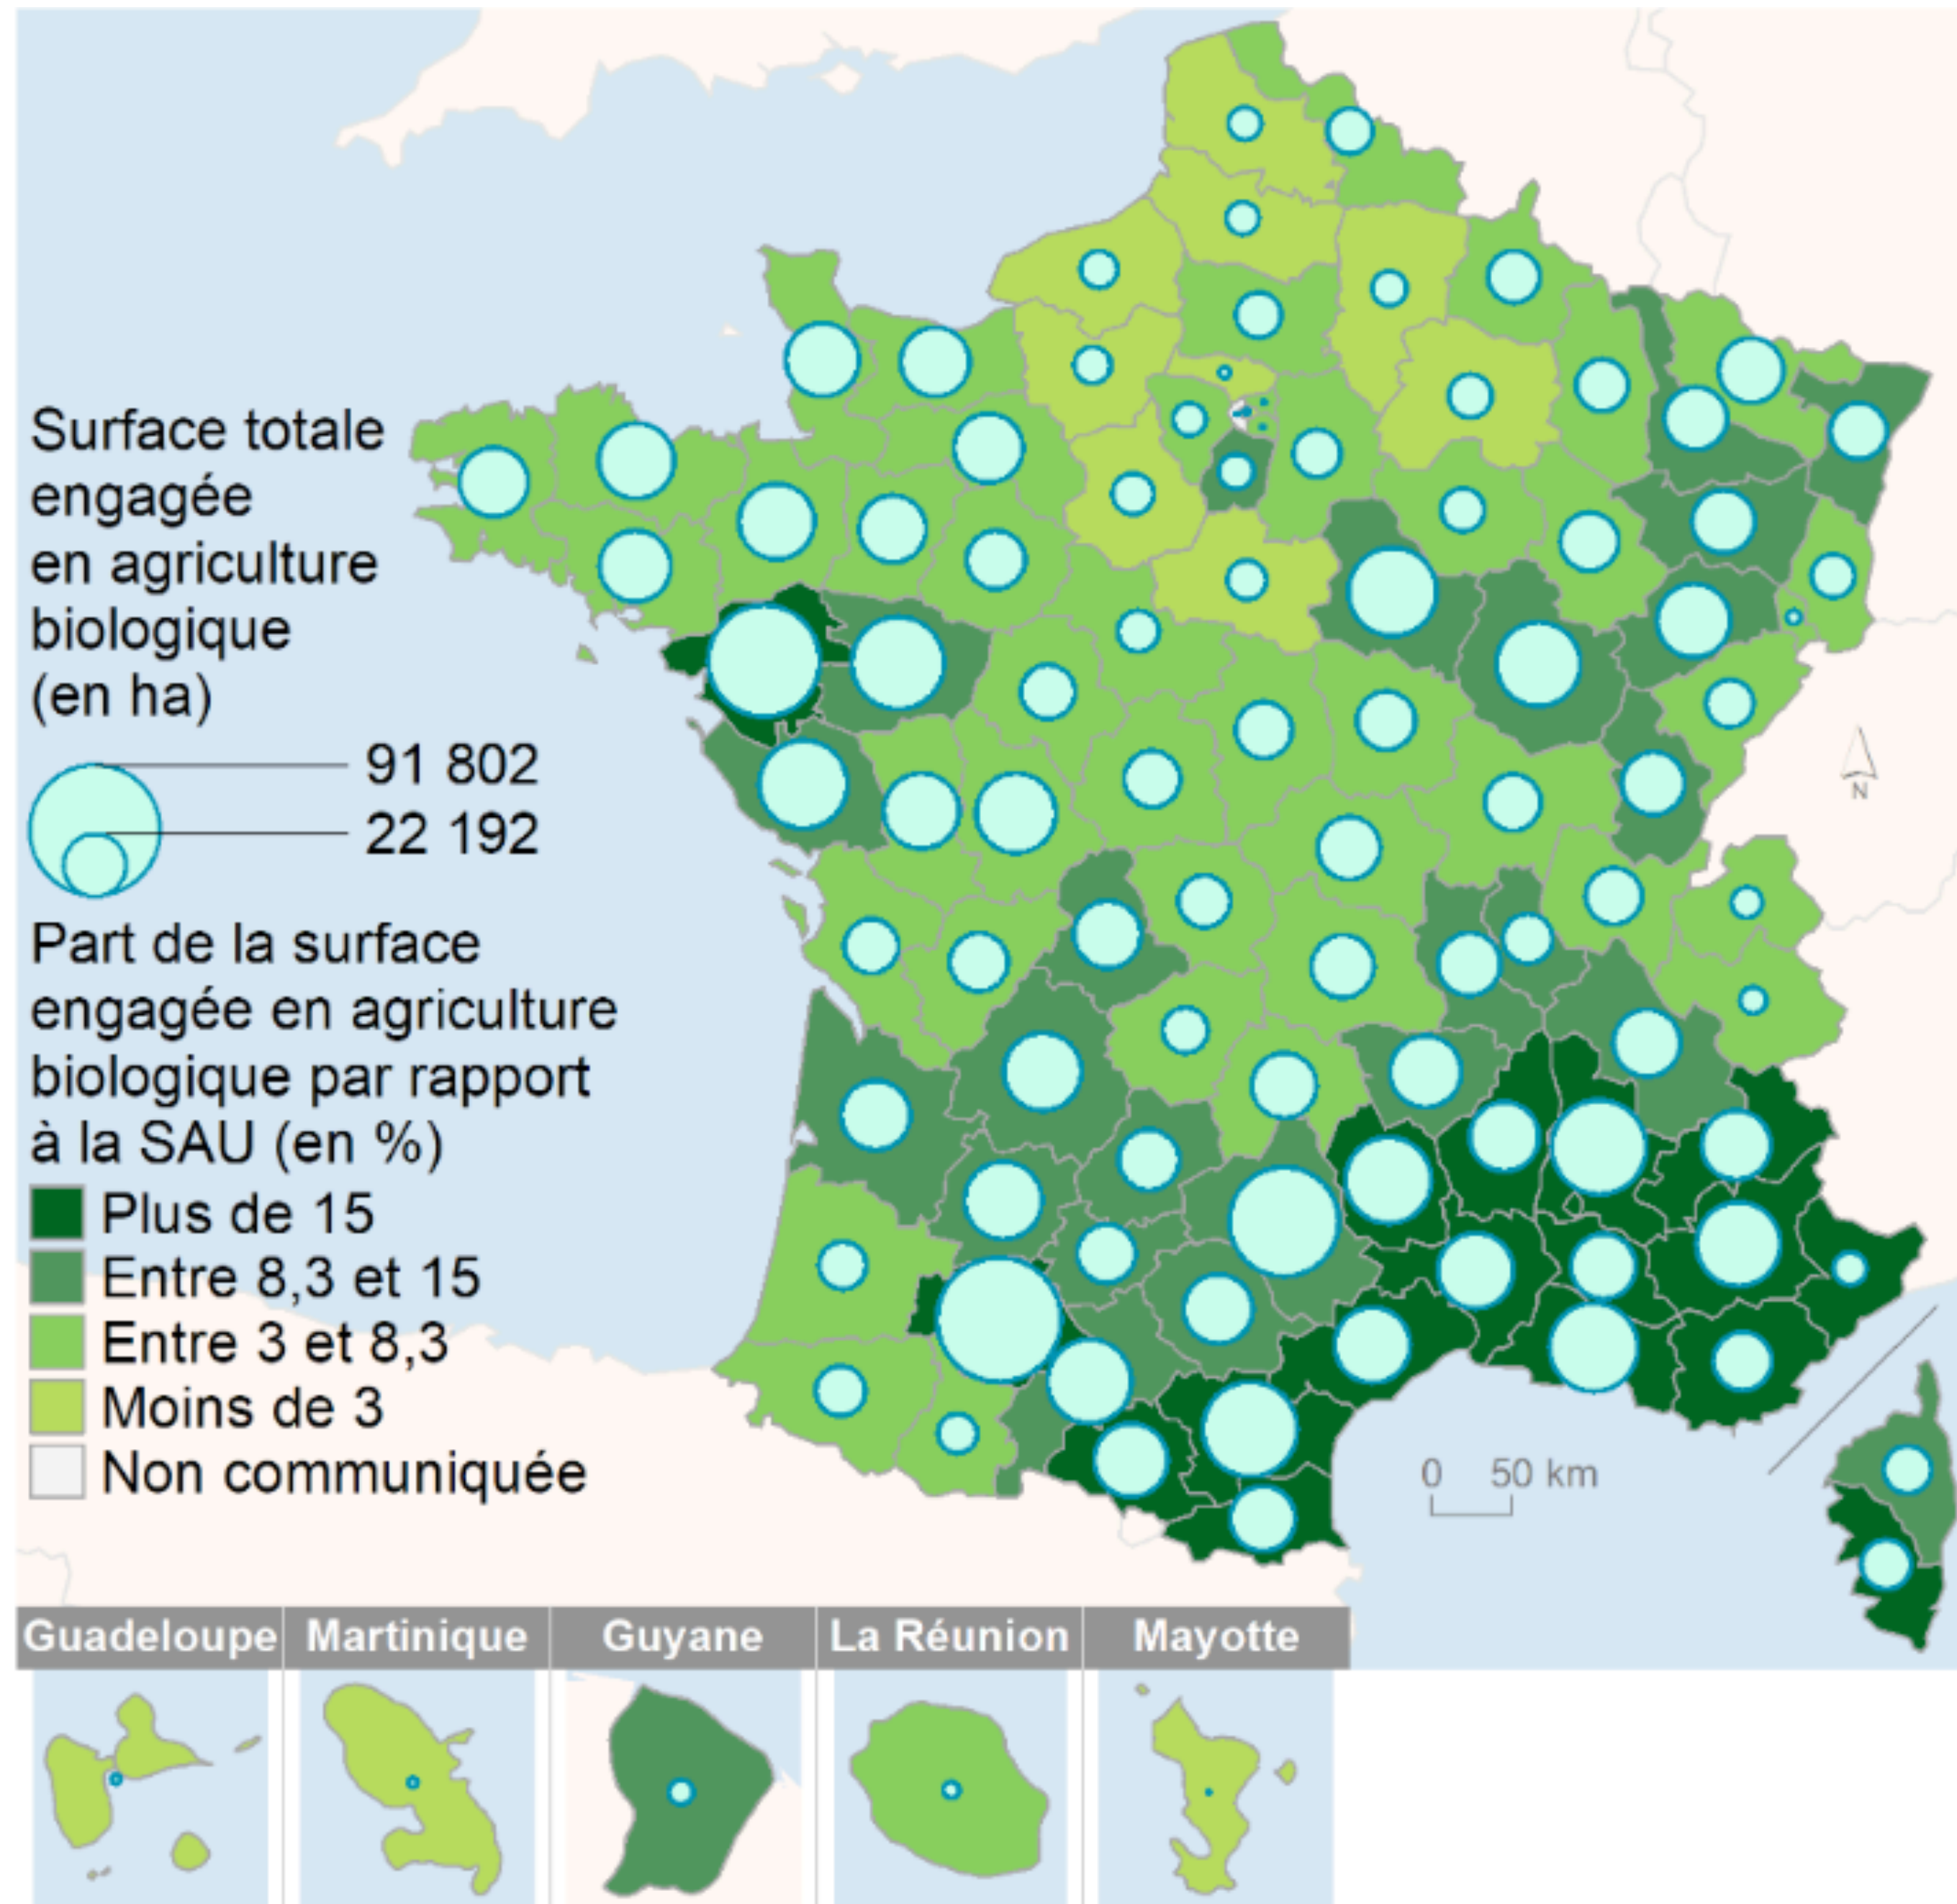 Surface totale
engagée
en agriculture
biologique
(en ha)
91 802
22 192
Part de la surface
engagée en agriculture
biologique par rapport
à la SAU (en %)
Plus de 15
Entre 8,3 et 15
Entre 3 et 8,3
Moins de 3
Non communiquée
N
0 50 km
Guadeloupe
Martinique
Guyane
La Réunion
Mayotte